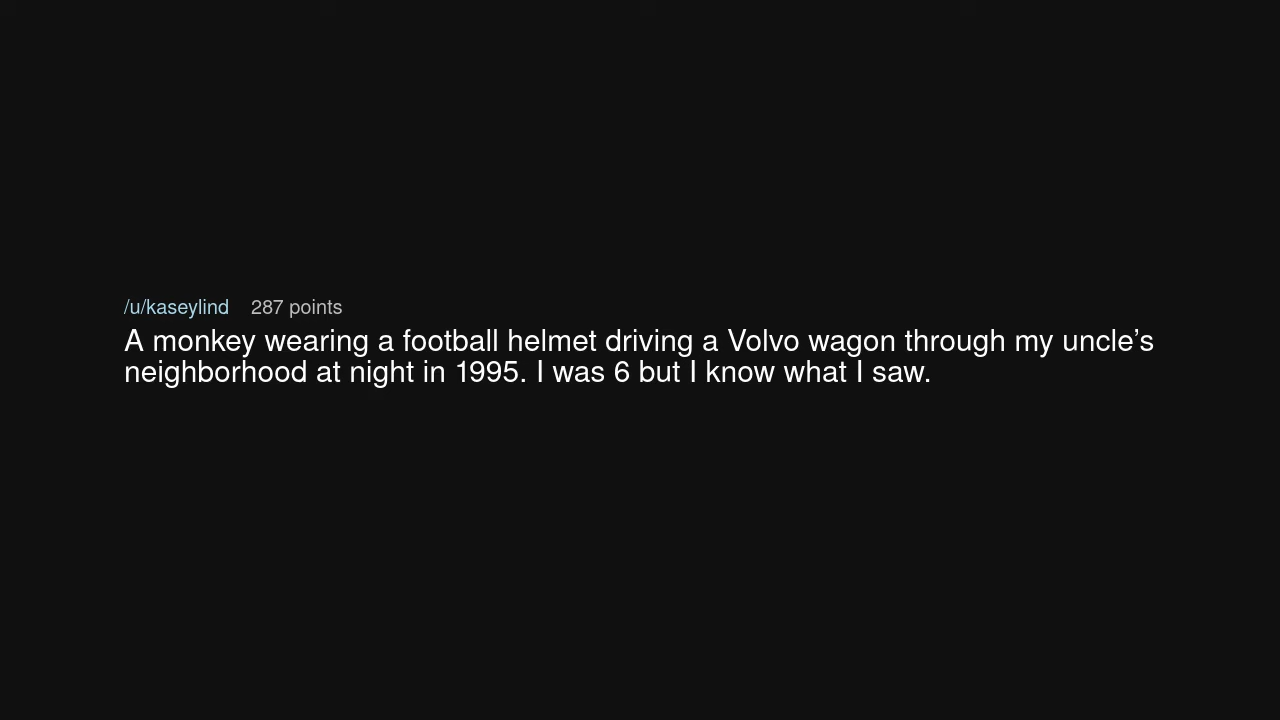 /u/kaseylind 287 points
A monkey wearing a football helmet driving a Volvo wagon through my uncle’s
neighborhood at night in 1995. I was 6 but I know what I saw.